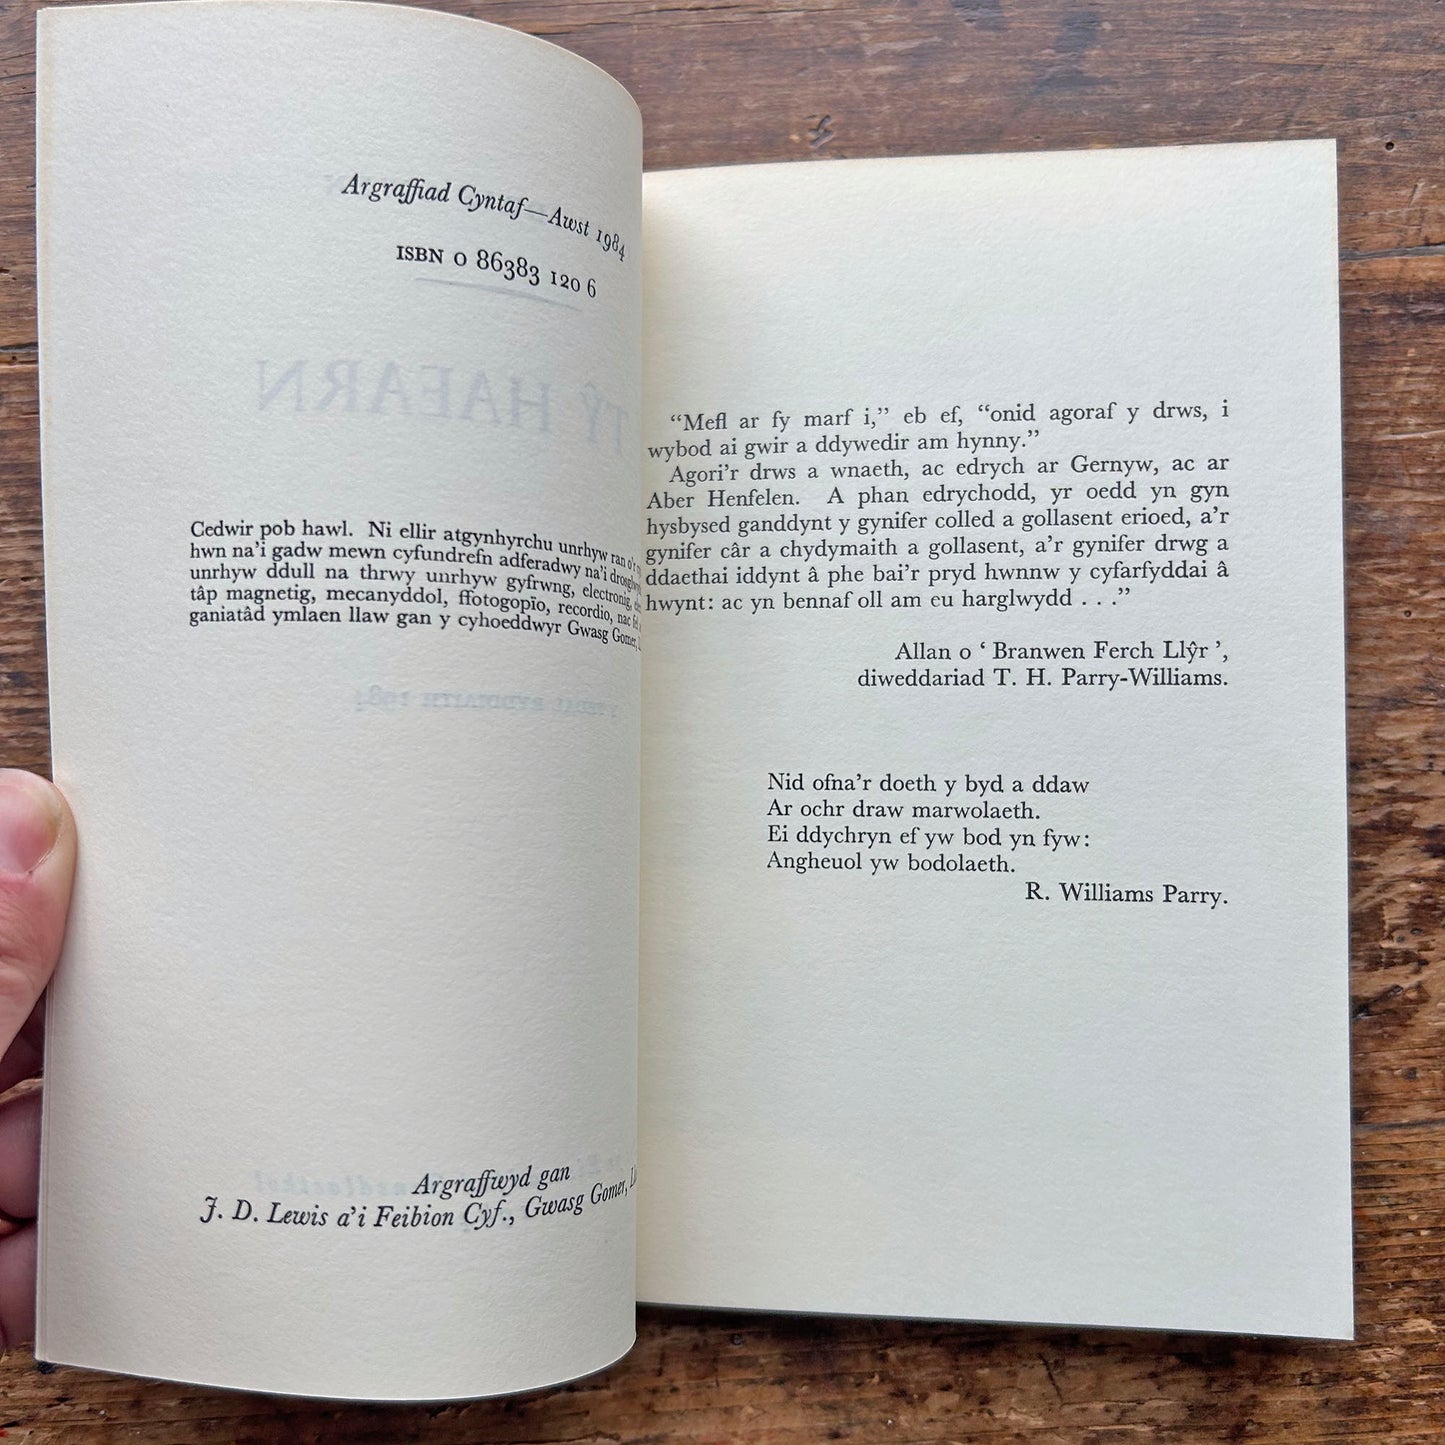 Argraffiad Cyntaf—Awst 1984
ISBN 0 86383 120 6
TŶ HAEARN
Cedwir pob hawl. Ni ellir atgynhyrchu unrhyw ran o'r
hwn na'i gadw mewn cyfundrefn adferadwy na'i
unrhyw ddull na thrwy unrhyw gyfrwng, electronig,
tâp magnetig, mecanyddol, ffotogopïo, recordio, nac
ganiatâd ymlaen llaw gan y cyhoeddwyr Gwasg Gomer,
Argraffwyd gan
J. D. Lewis a'i Feibion Cyf., Gwasg Gomer,
“Mefl ar fy marf i,” eb ef, “onid agoraf y drws, i
wybod ai gwir a ddywedir am hynny.”
Agori'r drws a wnaeth, ac edrych ar Gernyw, ac ar
Aber Henfelen. A phan edrychodd, yr oedd yn gyn
hysbysed ganddynt y gynifer colled a gollasent erioed, a'r
gynifer câr a chydymaith a gollasent, a'r gynifer drwg a
ddaethai iddynt â phe bai'r pryd hwnnw y cyfarfyddai â
hwynt: ac yn bennaf oll am eu harglwydd . . .”
Allan o ‘ Branwen Ferch Llŷr ’,
diweddariad T. H. Parry-Williams.
Nid ofna'r doeth y byd a ddaw
Ar ochr draw marwolaeth.
Ei ddychryn ef yw bod yn fyw:
Angheuol yw bodolaeth.
R. Williams Parry.